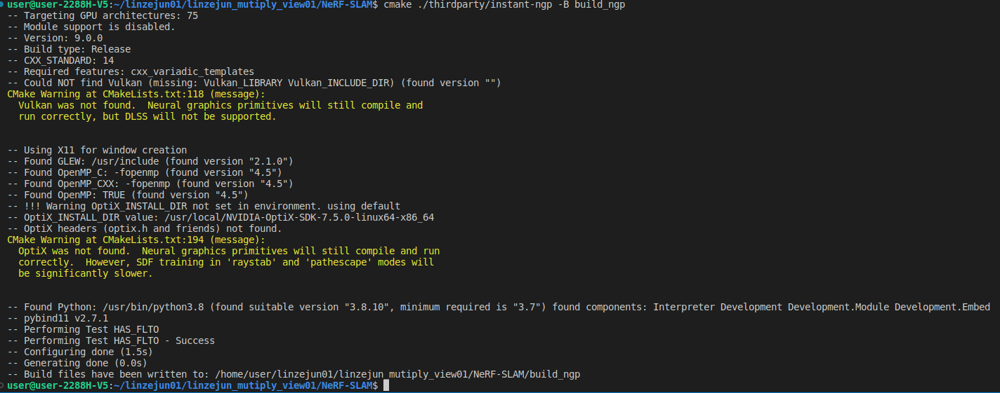 user@user-2288H-V5:~/linzejun01/linzejun_mutiply_view01/NeRF-SLAM$ cmake ./thirdparty/instant-ngp -B build_ngp
-- Targeting GPU architectures: 75
-- Module support is disabled.
-- Version: 9.0.0
-- Build type: Release
-- CXX_STANDARD: 14
-- Required features: cxx_variadic_templates
-- Could NOT find Vulkan (missing: Vulkan_LIBRARY Vulkan_INCLUDE_DIR) (found version "")
CMake Warning at CMakeLists.txt:118 (message):
  Vulkan was not found.  Neural graphics primitives will still compile and
  run correctly, but DLSS will not be supported.
-- Using X11 for window creation
-- Found GLEW: /usr/include (found version "2.1.0")
-- Found OpenMP_C: -fopenmp (found version "4.5")
-- Found OpenMP_CXX: -fopenmp (found version "4.5")
-- Found OpenMP: TRUE (found version "4.5")
-- !!! Warning OptiX_INSTALL_DIR not set in environment. using default
-- OptiX_INSTALL_DIR value: /usr/local/NVIDIA-OptiX-SDK-7.5.0-linux64-x86_64
-- OptiX headers (optix.h and friends) not found.
CMake Warning at CMakeLists.txt:194 (message):
  OptiX was not found.  Neural graphics primitives will still compile and run
  correctly.  However, SDF training in 'raystab' and 'pathescape' modes will
  be significantly slower.
-- Found Python: /usr/bin/python3.8 (found suitable version "3.8.10", minimum required is "3.7") found components: Interpreter Development Development.Module Development.Embed
-- pybind11 v2.7.1
-- Performing Test HAS_FLTO
-- Performing Test HAS_FLTO - Success
-- Configuring done (1.5s)
-- Generating done (0.0s)
-- Build files have been written to: /home/user/linzejun01/linzejun_mutiply_view01/NeRF-SLAM/build_ngp
user@user-2288H-V5:~/linzejun01/linzejun_mutiply_view01/NeRF-SLAM$